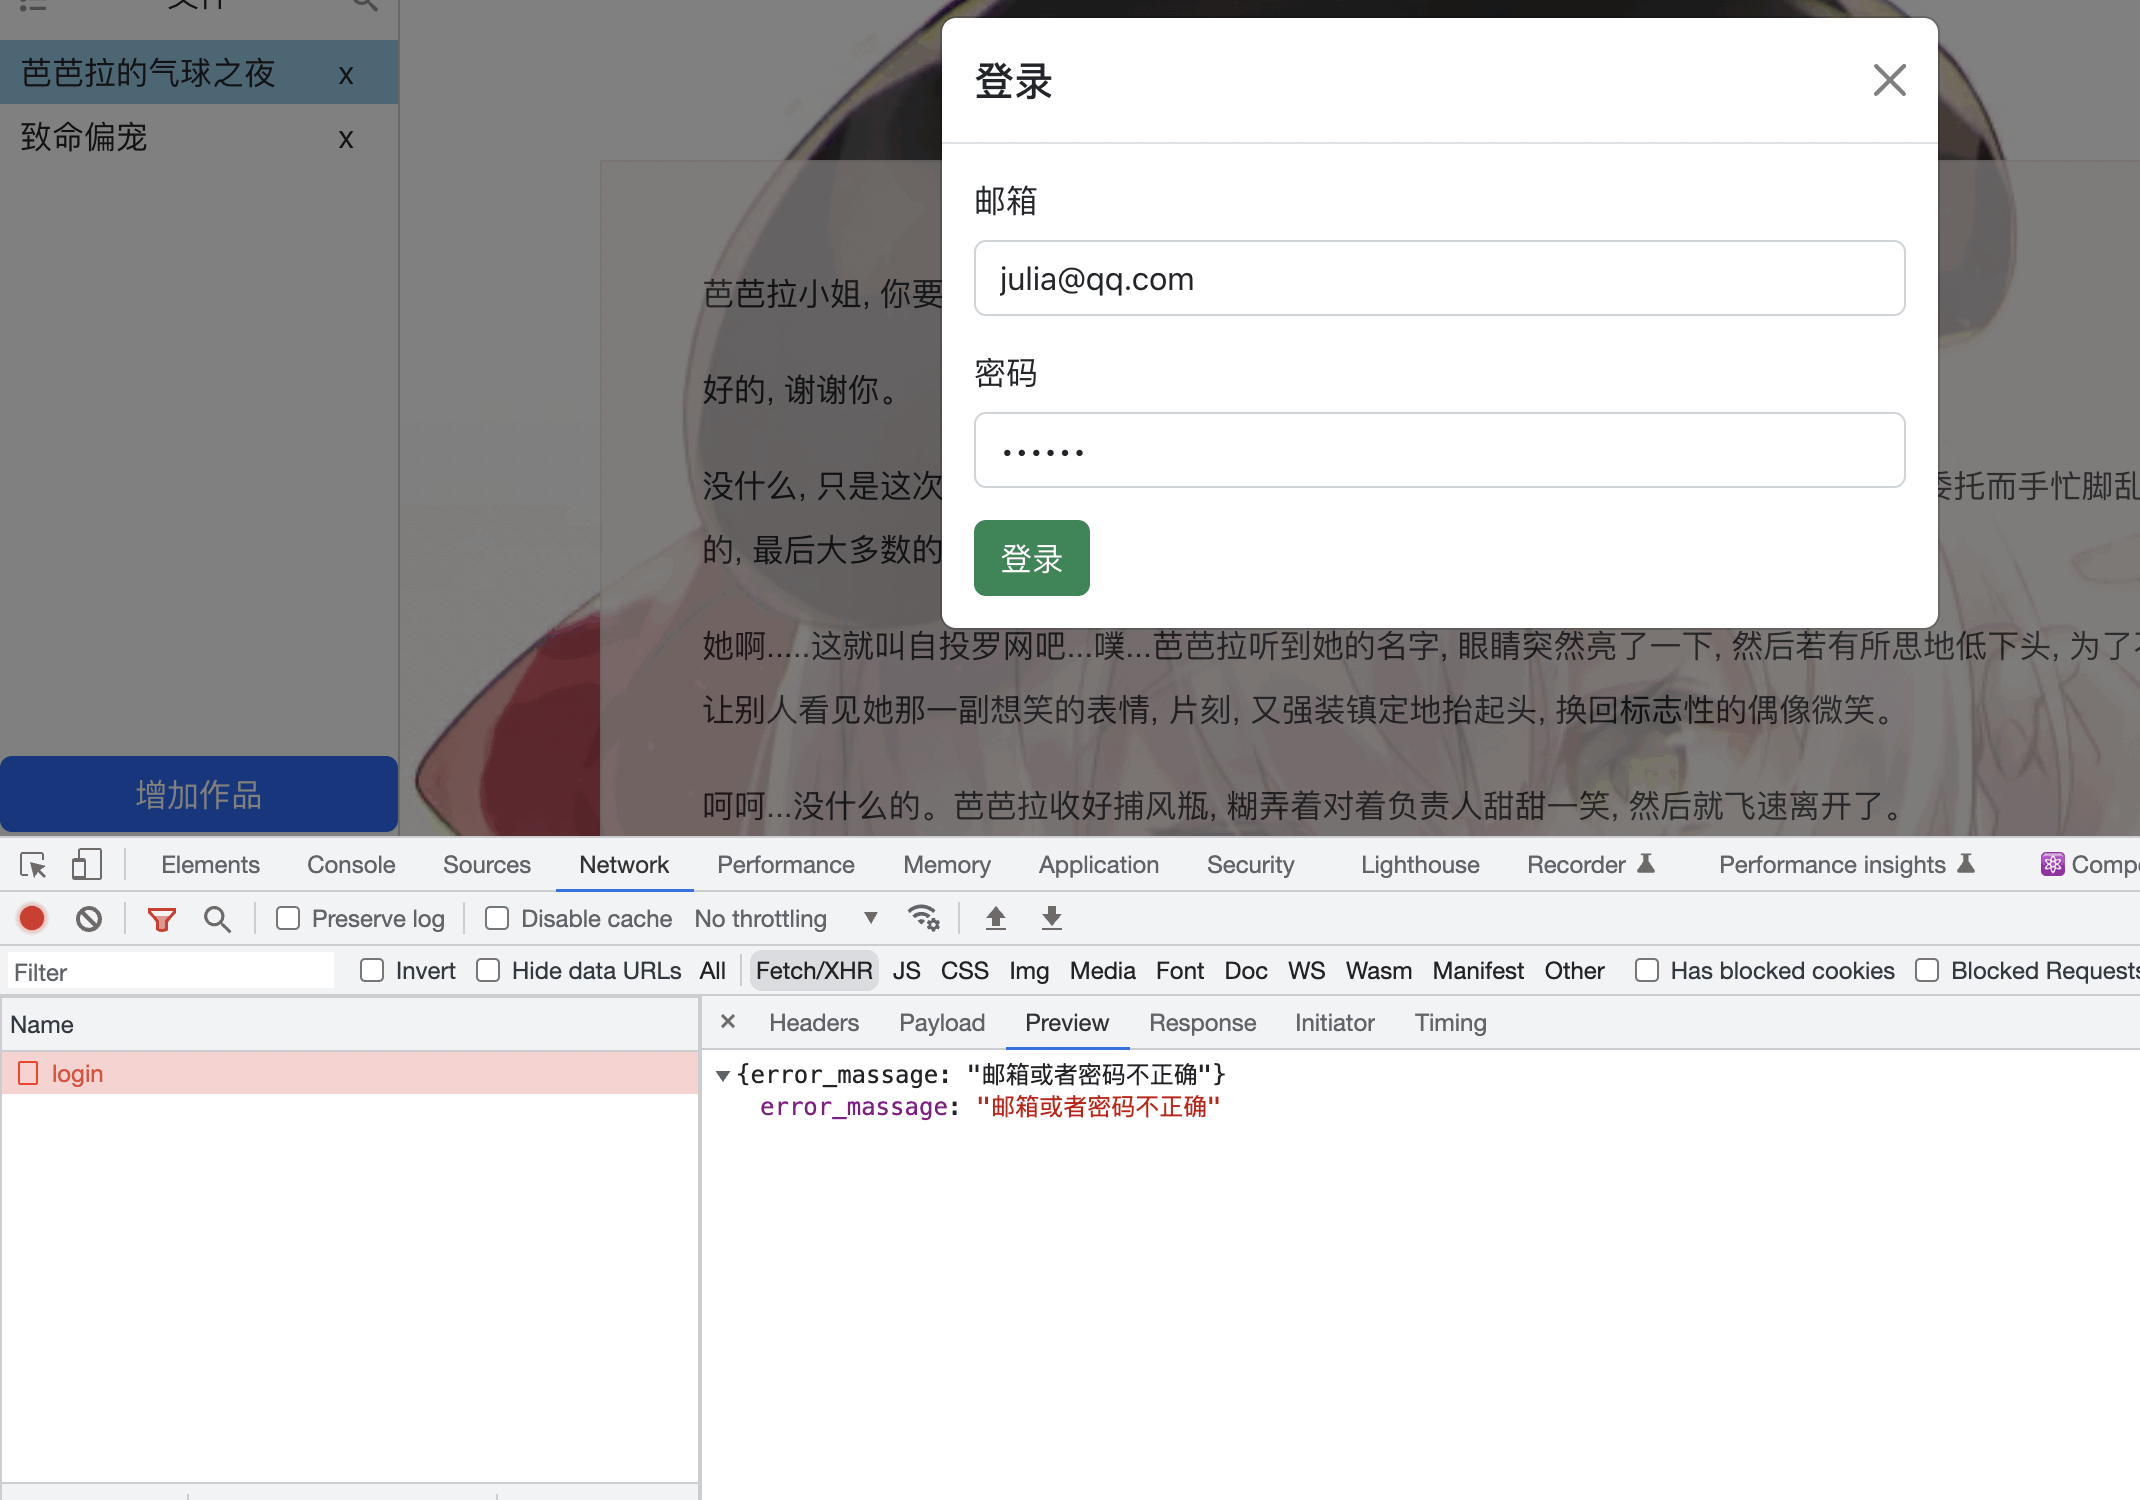 芭芭拉的气球之夜 x
致命偏宠 x
增加作品
登录
邮箱
julia@qq.com
密码
登录
芭芭拉小姐, 你要
好的, 谢谢你。
没什么, 只是这次
委托而手忙脚乱
的, 最后大多数的
她啊.....这就叫自投罗网吧...噗...芭芭拉听到她的名字, 眼睛突然亮了一下, 然后若有所思地低下头, 为了不
让别人看见她那一副想笑的表情, 片刻, 又强装镇定地抬起头, 换回标志性的偶像微笑。
呵呵...没什么的。芭芭拉收好捕风瓶, 糊弄着对着负责人甜甜一笑, 然后就飞速离开了。
Elements Console Sources Network Performance Memory Application Security Lighthouse Recorder Performance insights Compo
Preserve log Disable cache No throttling
Filter Invert Hide data URLs All Fetch/XHR JS CSS Img Media Font Doc WS Wasm Manifest Other Has blocked cookies Blocked Requests
Name
× Headers Payload Preview Response Initiator Timing
login
{error_massage: "邮箱或者密码不正确"}
error_massage: "邮箱或者密码不正确"